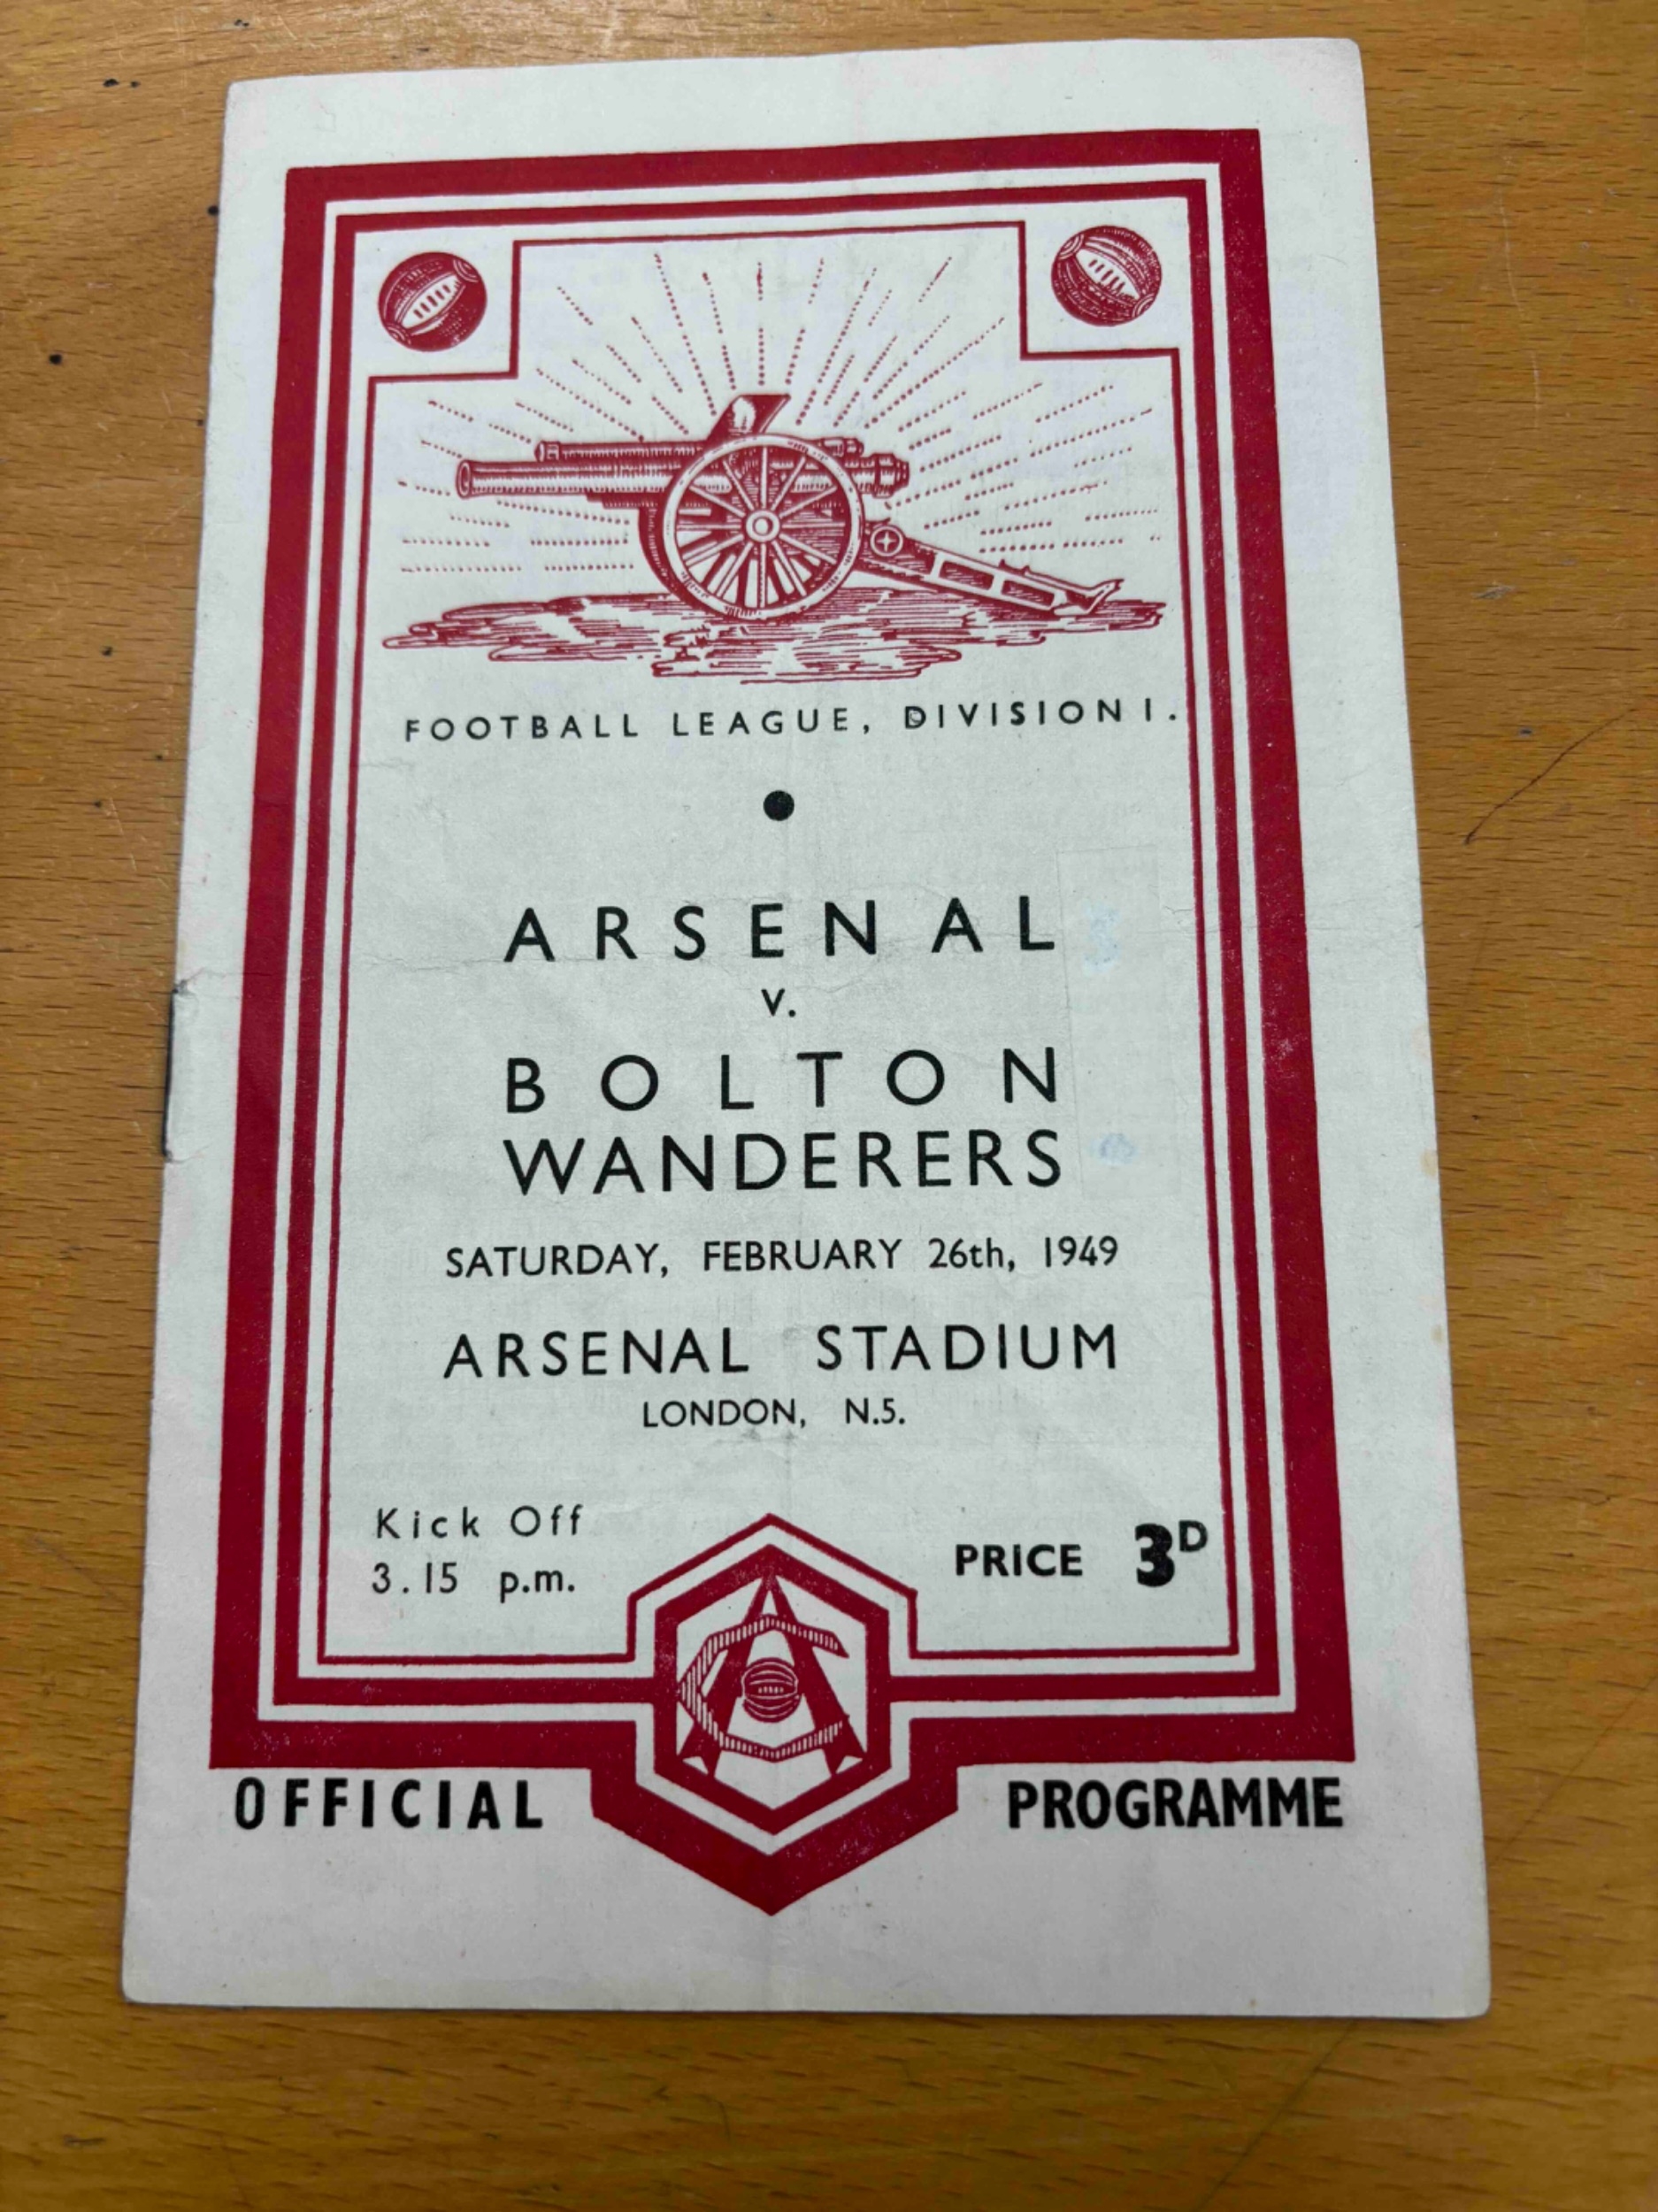 FOOTBALL LEAGUE, DIVISION I.
ARSENAL
v.
BOLTON
WANDERERS
SATURDAY, FEBRUARY 26th, 1949
ARSENAL STADIUM
LONDON, N.5.
Kick Off
3.15 p.m.
PRICE 3D
OFFICIAL PROGRAMME